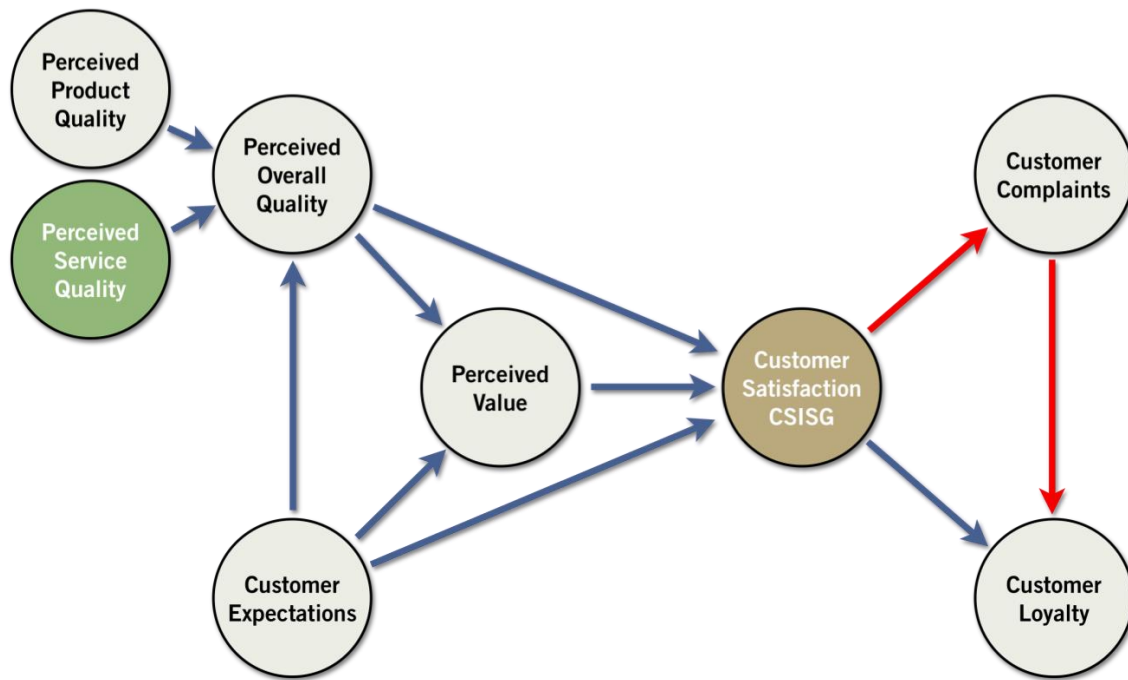 Perceived
Product
Quality
Perceived
Service
Quality
Perceived
Overall
Quality
Perceived
Value
Customer
Expectations
Customer
Satisfaction
CSISG
Customer
Complaints
Customer
Loyalty